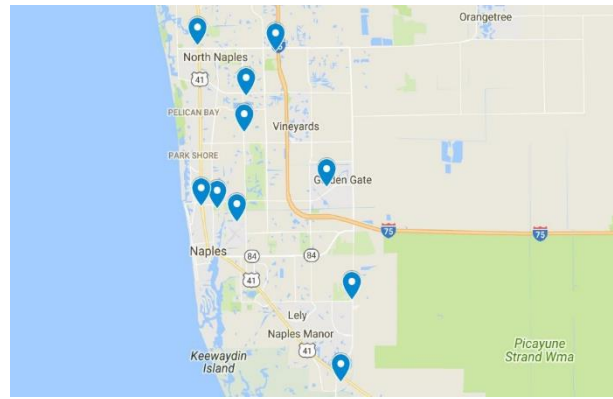 Orangetree
North Naples
41
PELICAN BAY
Vineyards
PARK SHORE
Golden Gate
75
75
Naples
84
84
41
Lely
Naples Manor
41
Keewaydin
Island
Picayune
Strand Wma